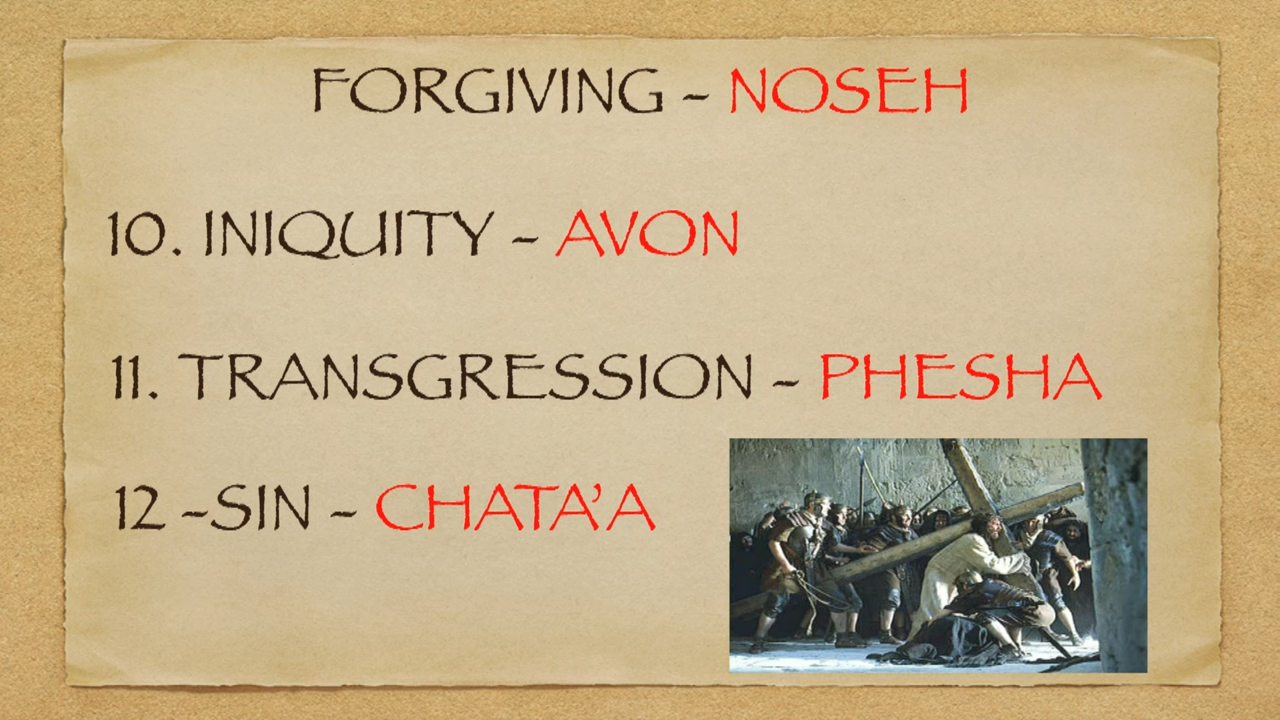 FORGIVING - NOSEH
10. INIQUITY - AVON
11. TRANSGRESSION - PHESHA
12 -SIN - CHATA’A